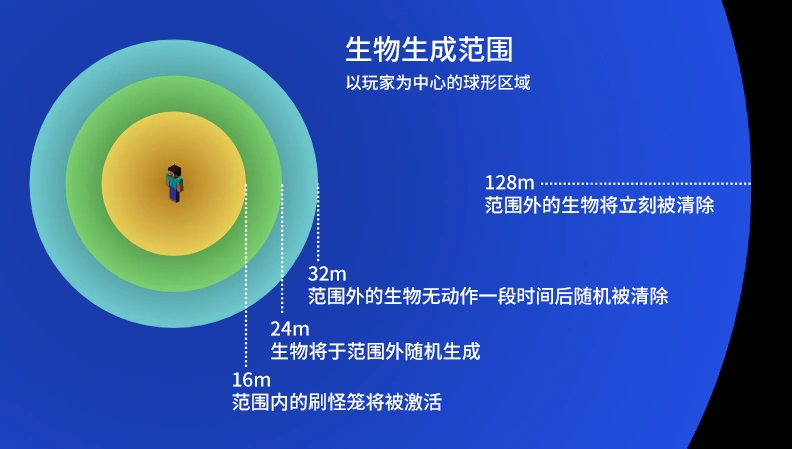 生物生成范围
以玩家为中心的球形区域
128m
范围外的生物将立刻被清除
32m
范围外的生物无动作一段时间后随机被清除
24m
生物将于范围外随机生成
16m
范围内的刷怪笼将被激活